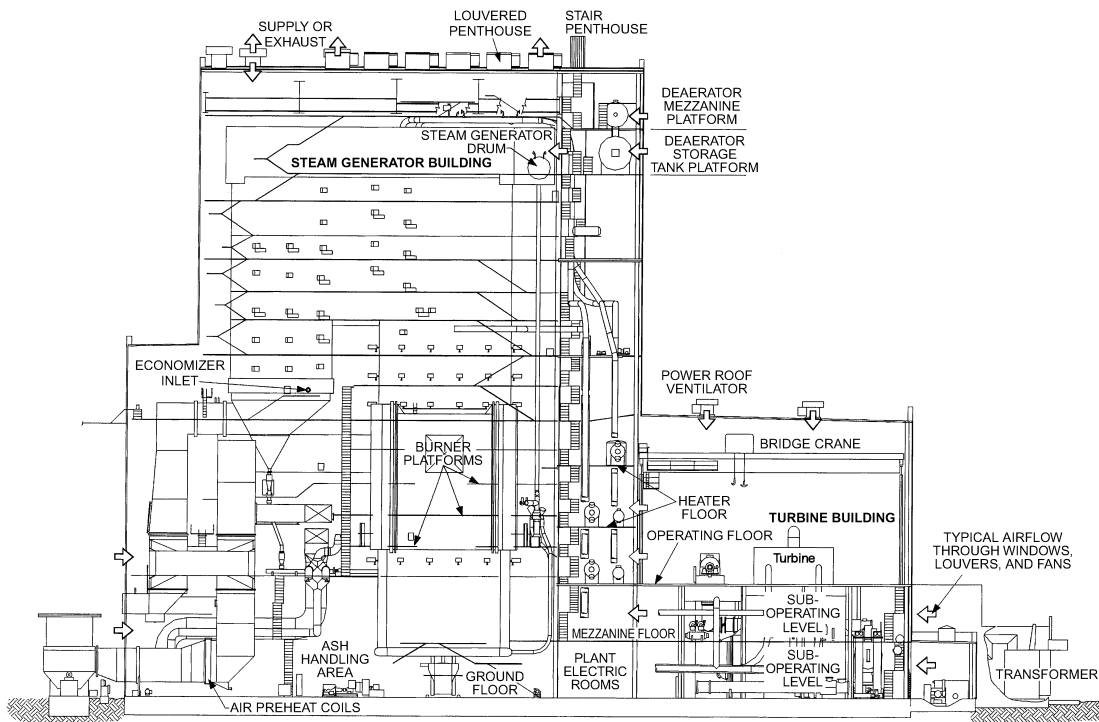 SUPPLY OR
EXHAUST
LOUVERED
PENTHOUSE
STAIR
PENTHOUSE
DEAERATOR
MEZZANINE
PLATFORM
DEAERATOR
STORAGE
TANK PLATFORM
STEAM GENERATOR
DRUM
STEAM GENERATOR BUILDING
ECONOMIZER
INLET
POWER ROOF
VENTILATOR
BRIDGE CRANE
BURNER
PLATFORMS
HEATER
FLOOR
TURBINE BUILDING
OPERATING FLOOR
TYPICAL AIRFLOW
THROUGH WINDOWS,
LOUVERS, AND FANS
Turbine
SUB-
OPERATING
LEVEL
MEZZANINE FLOOR
SUB-
OPERATING
LEVEL
ASH
HANDLING
AREA
GROUND
FLOOR
PLANT
ELECTRIC
ROOMS
TRANSFORMER
AIR PREHEAT COILS